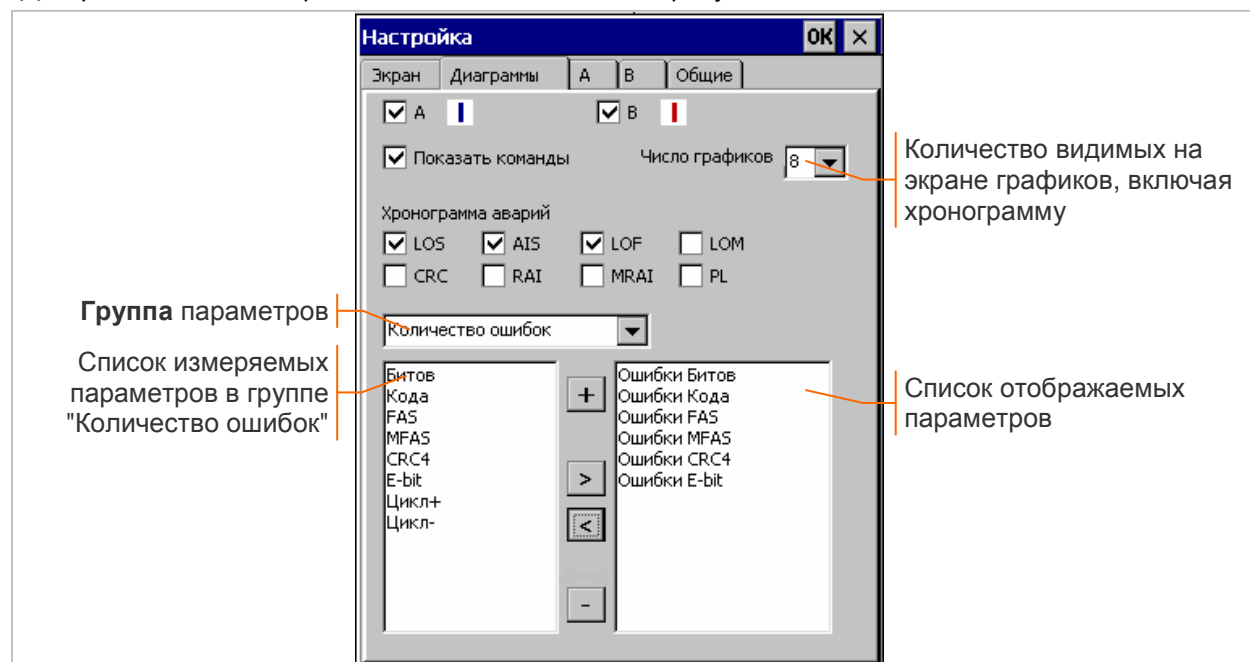 Настройка OK ×
Экран Диаграммы A B Общие
A B
Показать команды Число графиков 8
Количество видимых на
экране графиков, включая
хронограмму
Хронограмма аварий
LOS AIS LOF LOM
CRC RAI MRAI PL
Группа параметров
Количество ошибок
Список измеряемых
параметров в группе
"Количество ошибок"
Битов
Кода
FAS
MFAS
CRC4
E-bit
Цикл+
Цикл-
+
>
<
-
Ошибки Битов
Ошибки Кода
Ошибки FAS
Ошибки MFAS
Ошибки CRC4
Ошибки E-bit
Список отображаемых
параметров